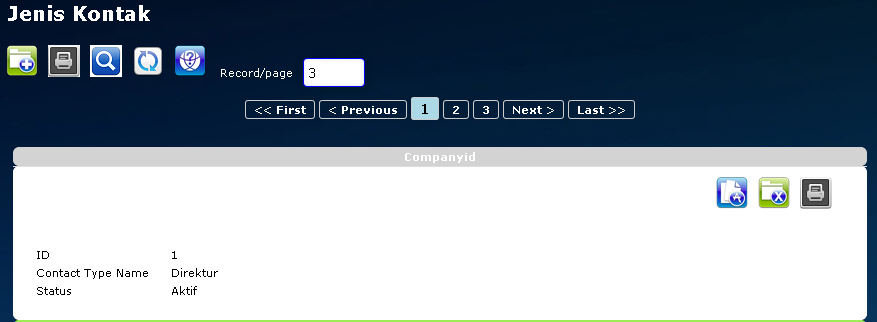 Jenis Kontak
Record/page 3
<< First < Previous 1 2 3 Next > Last >>
Companyid
ID 1
Contact Type Name Direktur
Status Aktif